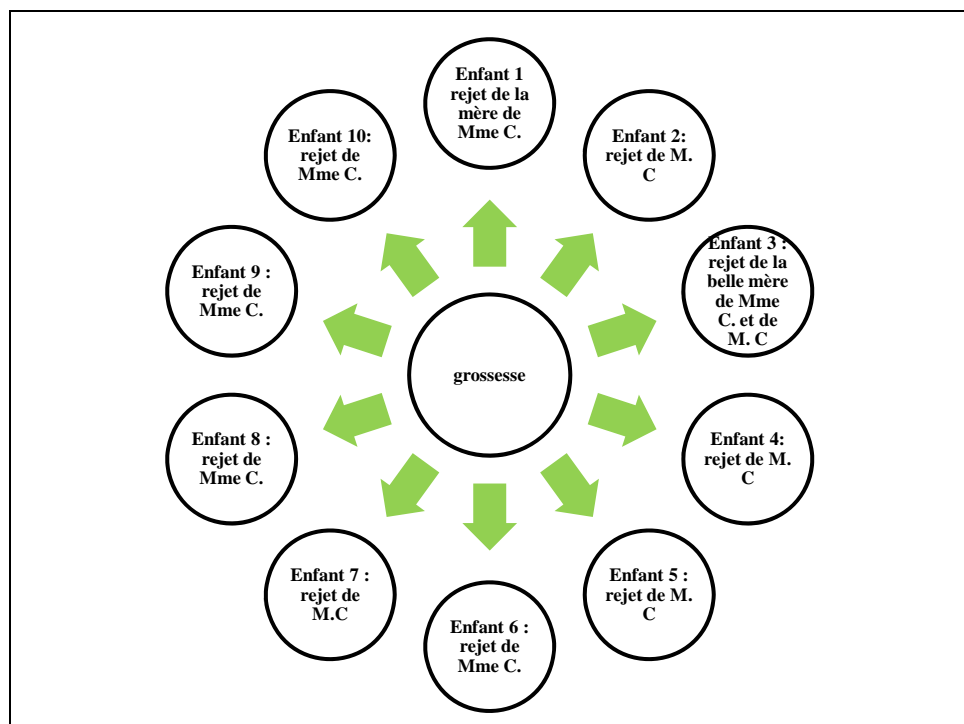 Enfant 1
rejet de la
mère de
Mme C.
Enfant 2:
rejet de M.
C
Enfant 3 :
rejet de la
belle mère
de Mme
C. et de
M. C
Enfant 4:
rejet de M.
C
Enfant 5 :
rejet de M.
C
Enfant 6 :
rejet de
Mme C.
Enfant 7 :
rejet de
M.C
Enfant 8 :
rejet de
Mme C.
Enfant 9 :
rejet de
Mme C.
Enfant 10:
rejet de
Mme C.
grossesse